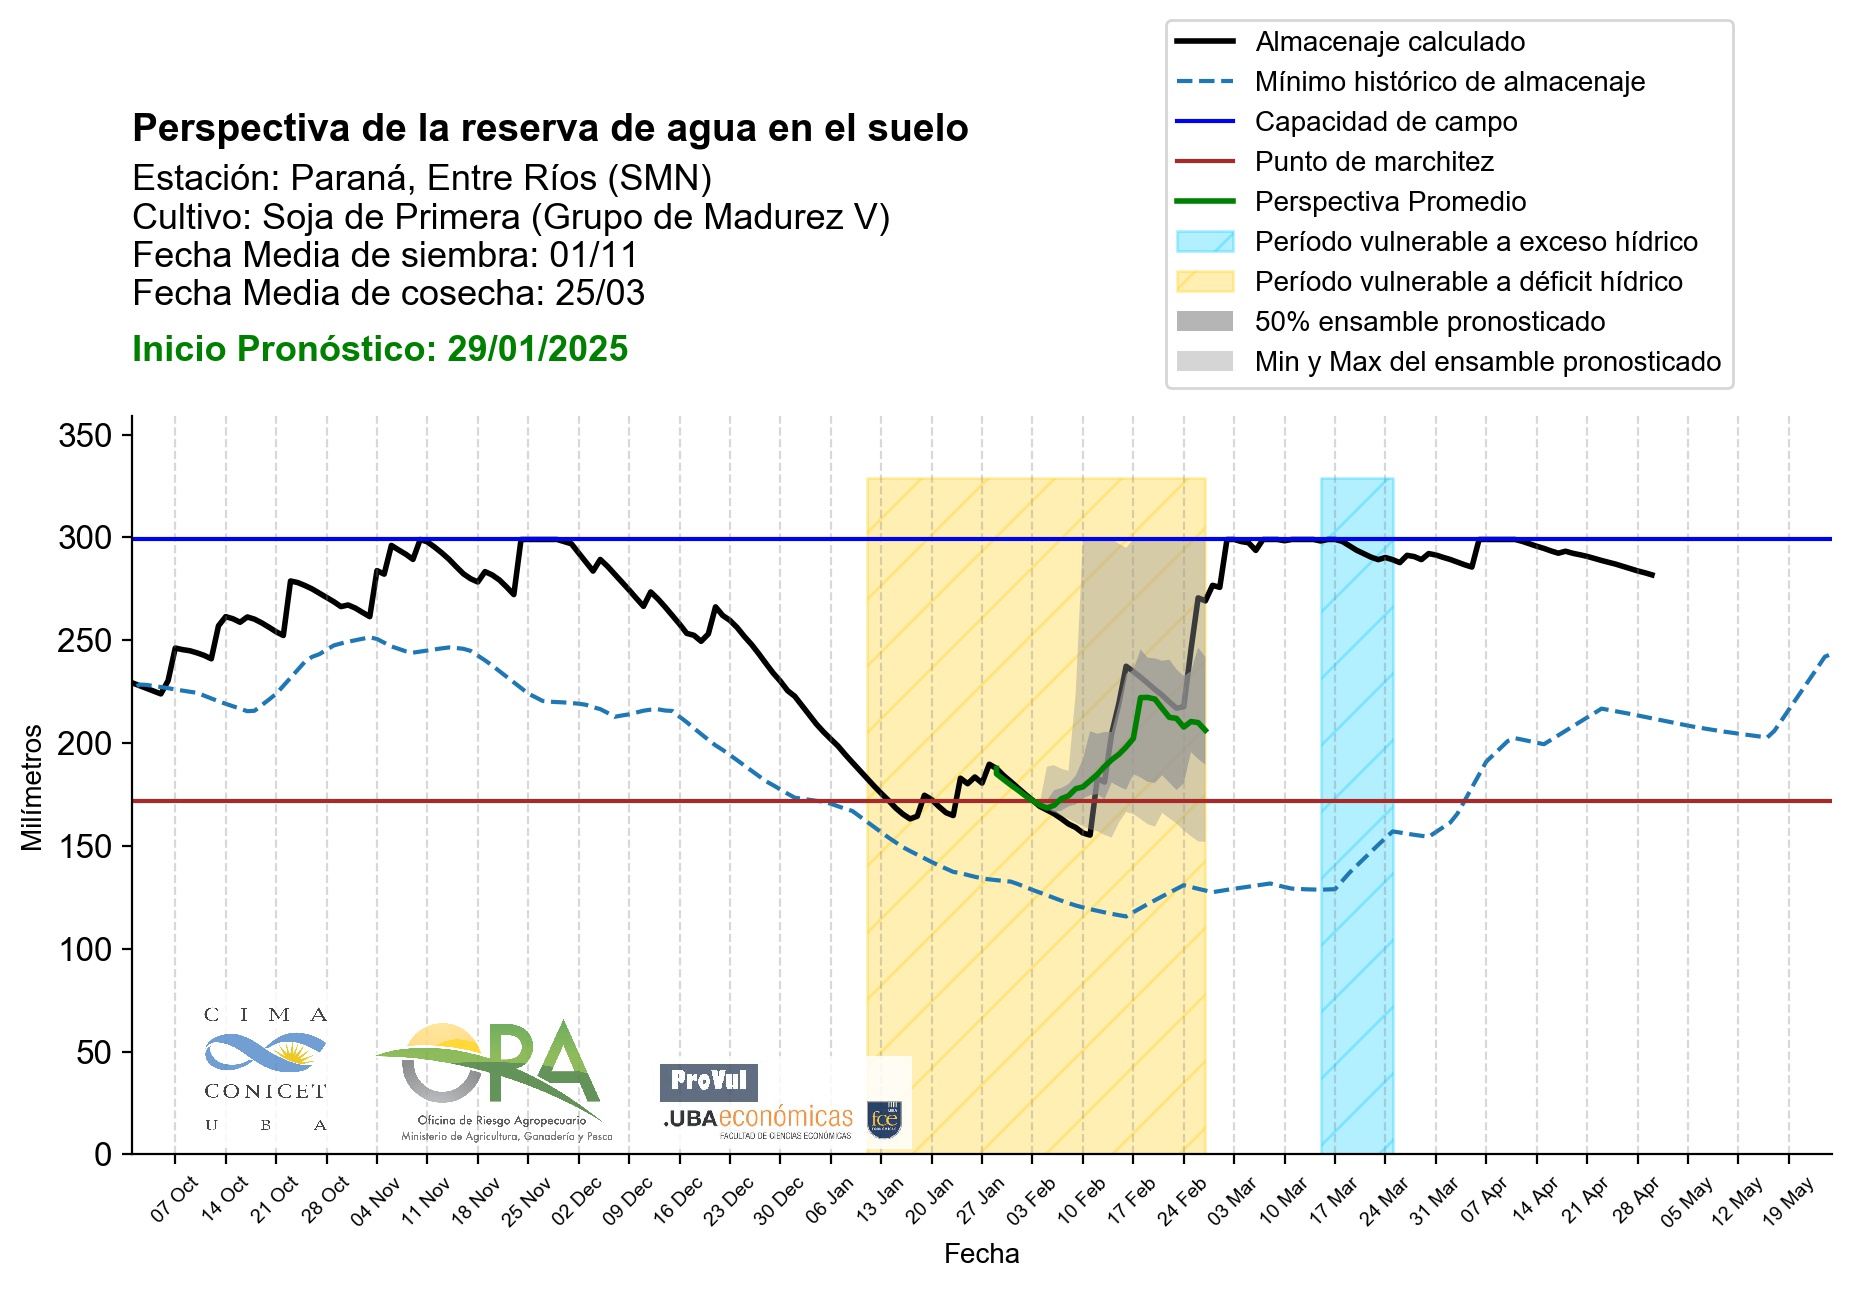 Almacenaje calculado
Mínimo histórico de almacenaje
Capacidad de campo
Punto de marchitez
Perspectiva Promedio
Período vulnerable a exceso hídrico
Período vulnerable a déficit hídrico
50% ensamble pronosticado
Min y Max del ensamble pronosticado
Perspectiva de la reserva de agua en el suelo
Estación: Paraná, Entre Ríos (SMN)
Cultivo: Soja de Primera (Grupo de Madurez V)
Fecha Media de siembra: 01/11
Fecha Media de cosecha: 25/03
Inicio Pronóstico: 29/01/2025
Milímetros
350
300
250
200
150
100
50
0
CIMA
CONICET
UBA
ORA
Oficina de Riesgo Agropecuario
Ministerio de Agricultura, Ganadería y Pesca
ProVul
.UBAeconómicas
FACULTAD DE CIENCIAS ECONÓMICAS
fce
07 Oct
14 Oct
21 Oct
28 Oct
04 Nov
11 Nov
18 Nov
25 Nov
02 Dec
09 Dec
16 Dec
23 Dec
30 Dec
06 Jan
13 Jan
20 Jan
27 Jan
03 Feb
10 Feb
17 Feb
24 Feb
03 Mar
10 Mar
17 Mar
24 Mar
31 Mar
07 Apr
14 Apr
21 Apr
28 Apr
05 May
12 May
19 May
Fecha